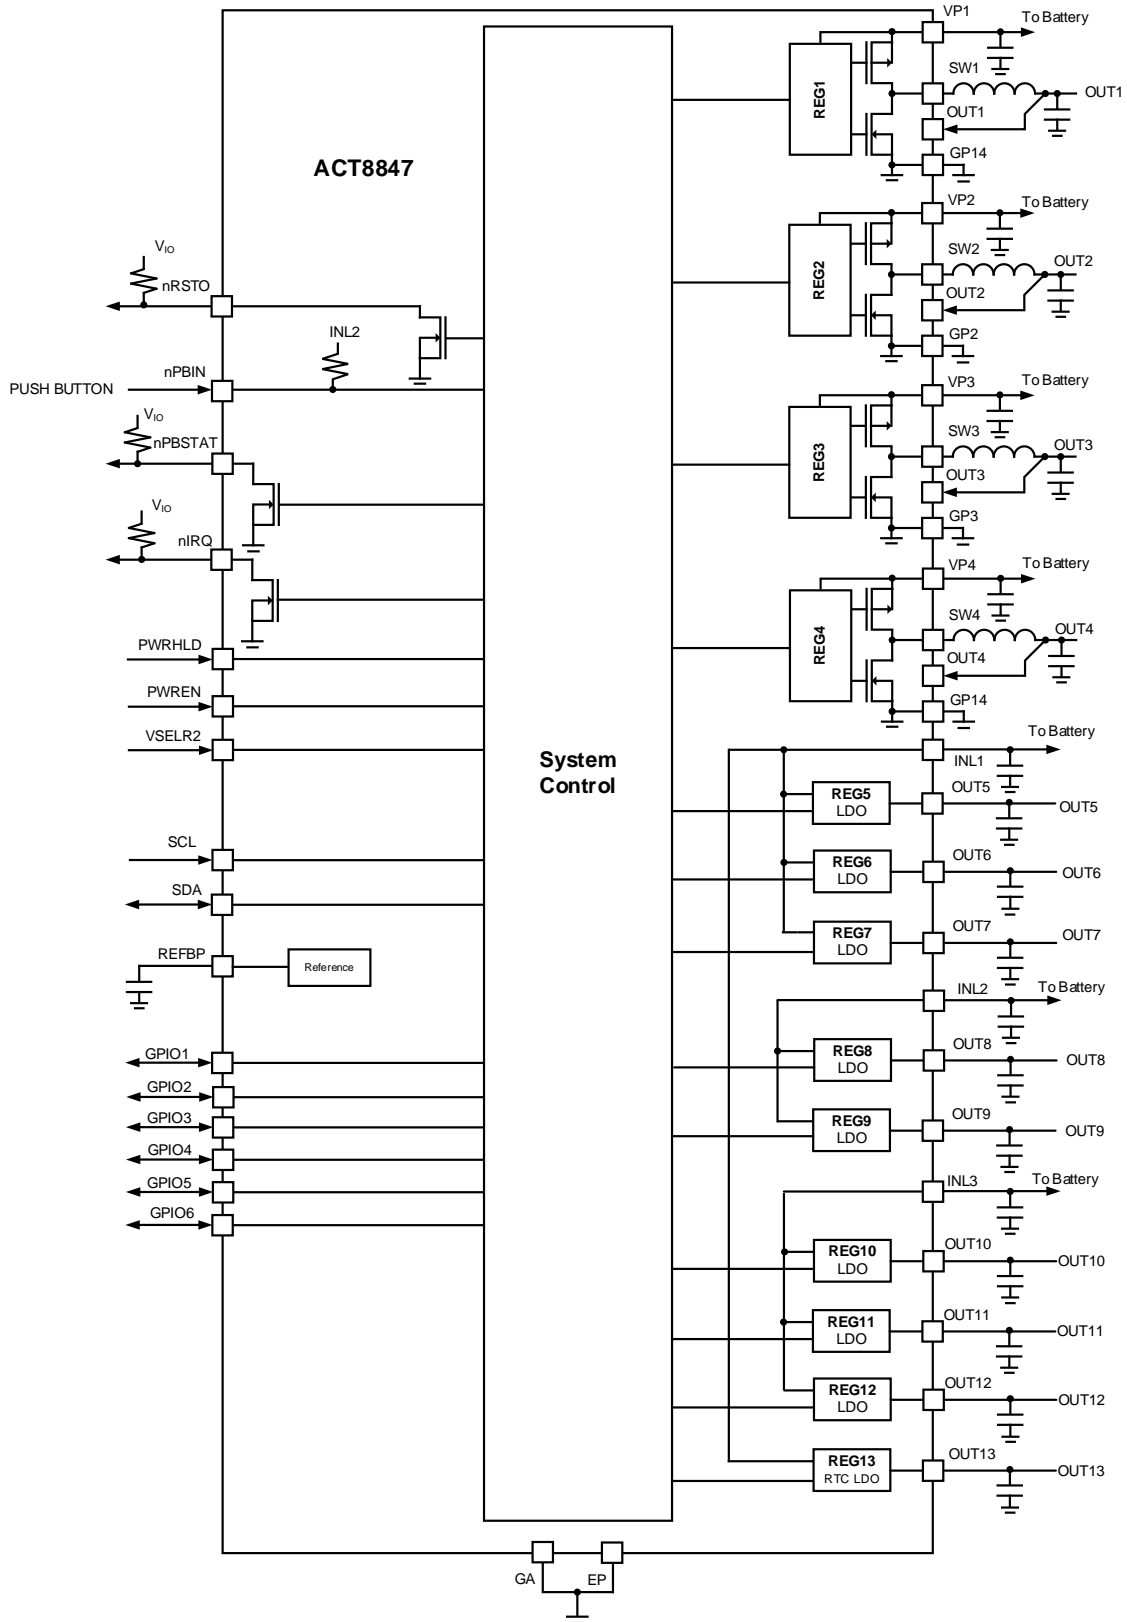 VP1
To Battery
REG1
SW1
OUT1
OUT1
GP14
ACT8847
VP2
To Battery
REG2
SW2
OUT2
OUT2
GP2
VIO
nRSTO
INL2
PUSH BUTTON
nPBIN
VIO
nPBSTAT
VP3
To Battery
REG3
SW3
OUT3
OUT3
GP3
VIO
nIRQ
VP4
To Battery
REG4
SW4
OUT4
OUT4
GP14
PWRHLD
PWREN
VSELR2
System
Control
To Battery
INL1
REG5
LDO
OUT5
OUT5
SCL
REG6
LDO
OUT6
OUT6
SDA
REG7
LDO
OUT7
OUT7
REFBP
Reference
INL2
To Battery
GPIO1
REG8
LDO
OUT8
OUT8
GPIO2
GPIO3
REG9
LDO
OUT9
OUT9
GPIO4
GPIO5
GPIO6
INL3
To Battery
REG10
LDO
OUT10
OUT10
REG11
LDO
OUT11
OUT11
REG12
LDO
OUT12
OUT12
REG13
RTC LDO
OUT13
OUT13
GA
EP